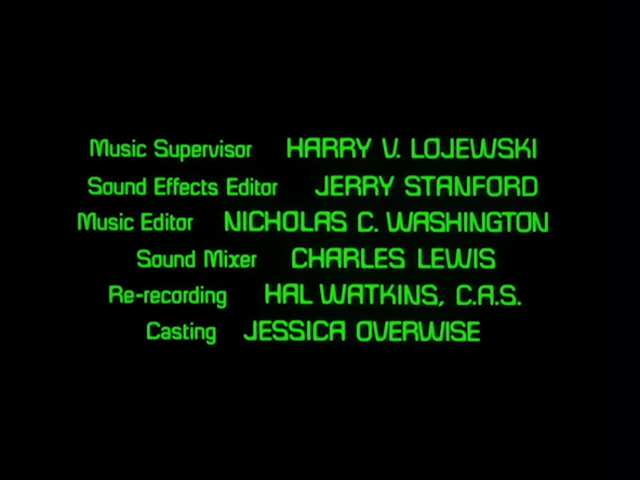 Music Supervisor HARRY V. LOJEWSKI
Sound Effects Editor JERRY STANFORD
Music Editor NICHOLAS C. WASHINGTON
Sound Mixer CHARLES LEWIS
Re-recording HAL WATKINS, C.A.S.
Casting JESSICA OVERWISE